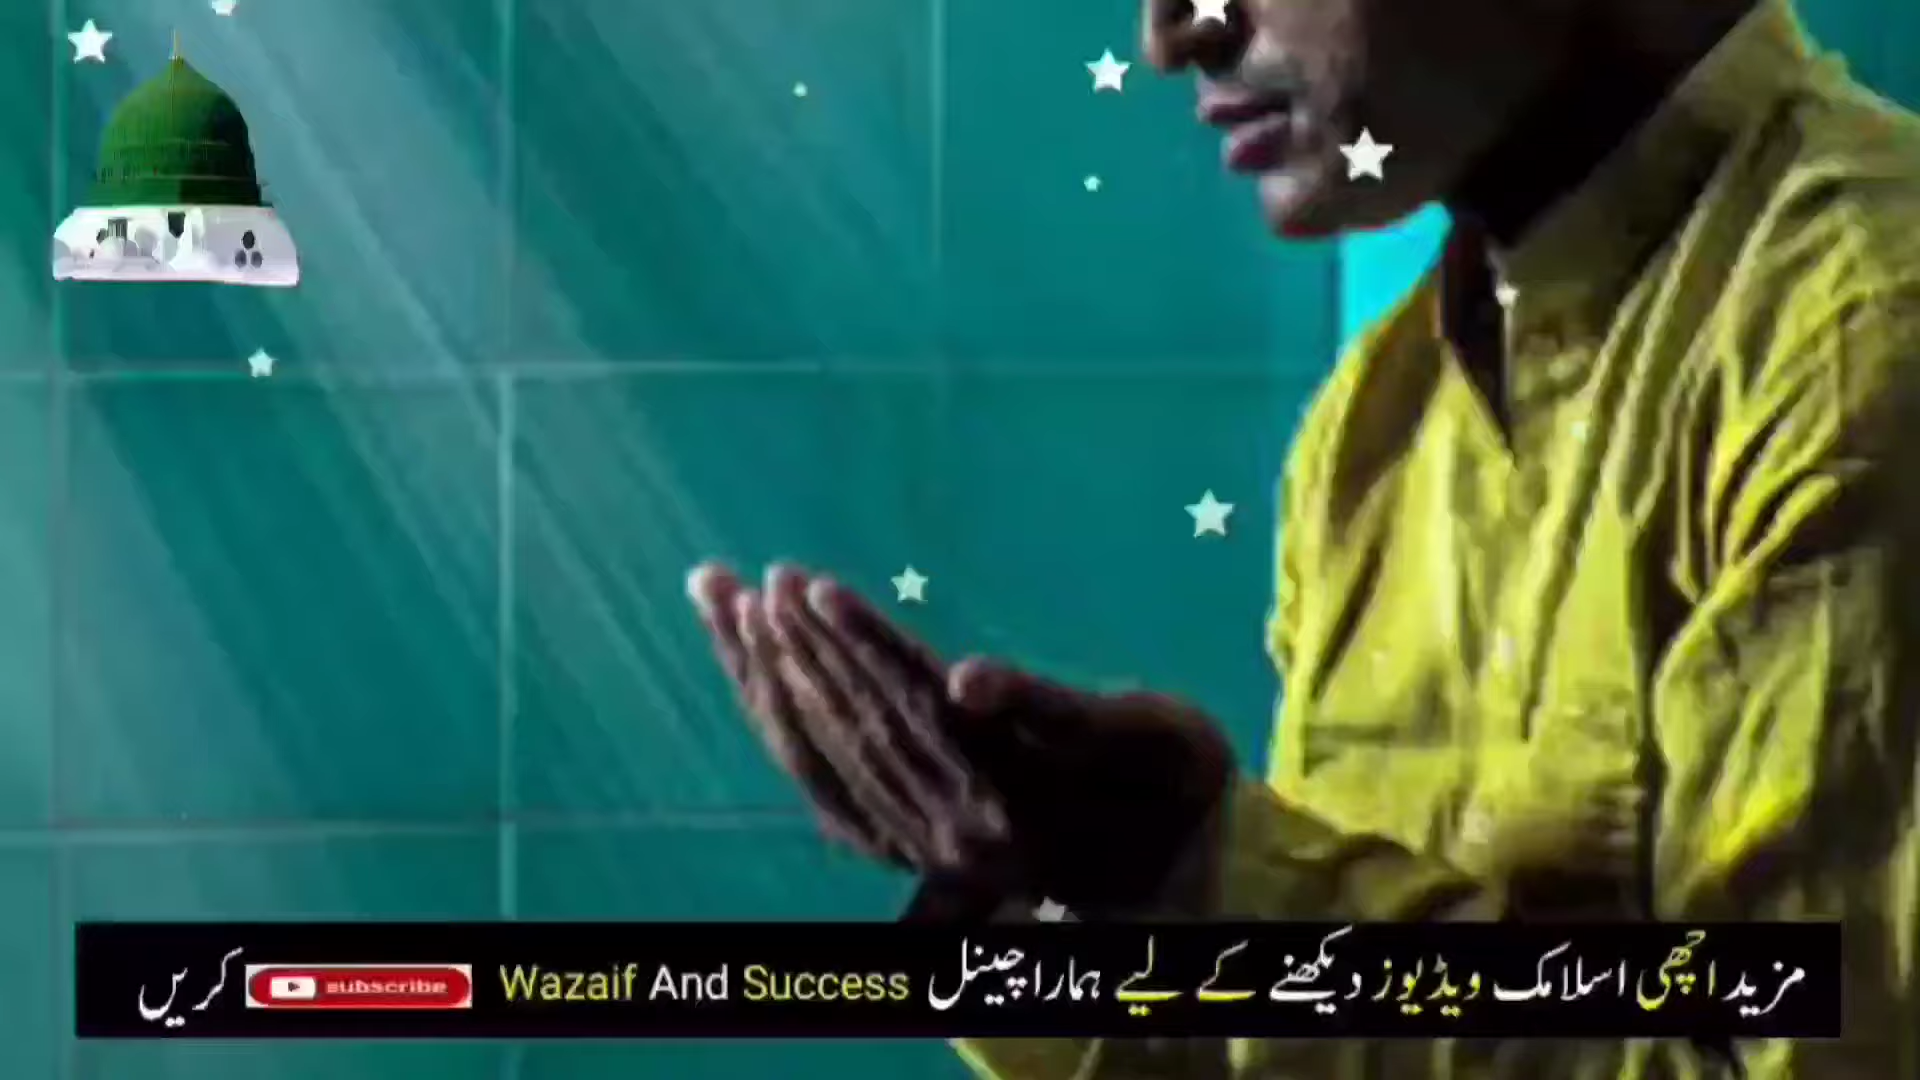 مزید اچھی اسلامک ویڈیوز دیکھنے کے لیے ہمارا چینل Wazaif And Success subscribe کریں